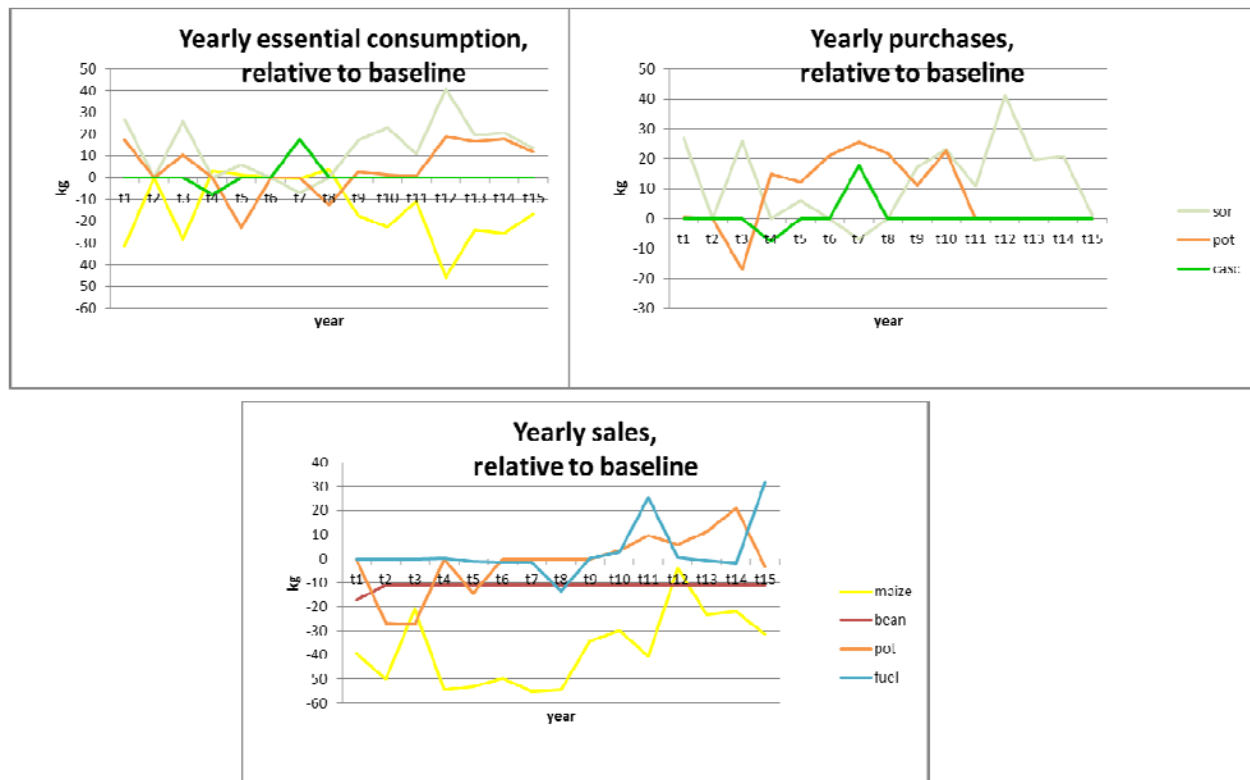 Yearly essential consumption,
relative to baseline
50
40
30
20
10
0
-10
-20
-30
40
-50
-60
kg
t1 t2 t3 t4 t5 t6 t7 t8 t9 t10 t11 t12 t13 t14 t15
year
Yearly purchases,
relative to baseline
50
40
30
20
10
0
-10
-20
-30
kg
t1 t2 t3 t4 t5 t6 t7 t8 t9 t10 t11 t12 t13 t14 t15
year
sor
pot
casc
Yearly sales,
relative to baseline
40
30
20
10
0
-10
-20
-30
-40
-50
-60
kg
t1 t2 t3 t4 t5 t6 t7 t8 t9 t10 t11 t12 t13 t14 t15
year
maize
bean
pot
fuel